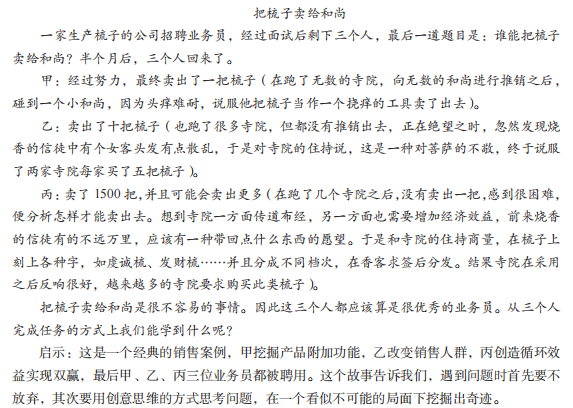 把梳子卖给和尚
一家生产梳子的公司招聘业务员，经过面试后剩下三个人，最后一道题目是：谁能把梳子
卖给和尚？半个月后，三个人回来了。
甲：经过努力，最终卖出了一把梳子（在跑了无数的寺院，向无数的和尚进行推销之后，
碰到一个小和尚，因为头痒难耐，说服他把梳子当作一个挠痒的工具卖了出去）。
乙：卖出了十把梳子（也跑了很多寺院，但都没有推销出去，正在绝望之时，忽然发现烧
香的信徒中有个女客头发有点散乱，于是对寺院的住持说，这是一种对菩萨的不敬，终于说服
了两家寺院每家买了五把梳子）。
丙：卖了 1500 把，并且可能会卖出更多（在跑了几个寺院之后，没有卖出一把，感到很困难，
便分析怎样才能卖出去。想到寺院一方面传道布经，另一方面也需要增加经济效益，前来烧香
的信徒有的不远万里，应该有一种带回点什么东西的愿望。于是和寺院的住持商量，在梳子上
刻上各种字，如虔诚梳、发财梳……并且分成不同档次，在香客求签后分发。结果寺院在采用
之后反响很好，越来越多的寺院要求购买此类梳子）。
把梳子卖给和尚是很不容易的事情。因此这三个人都应该算是很优秀的业务员。从三个人
完成任务的方式上我们能学到什么呢？
启示：这是一个经典的销售案例，甲挖掘产品附加功能，乙改变销售人群，丙创造循环效
益实现双赢，最后甲、乙、丙三位业务员都被聘用。这个故事告诉我们，遇到问题时首先要不
放弃，其次要用创意思维的方式思考问题，在一个看似不可能的局面下挖掘出奇迹。